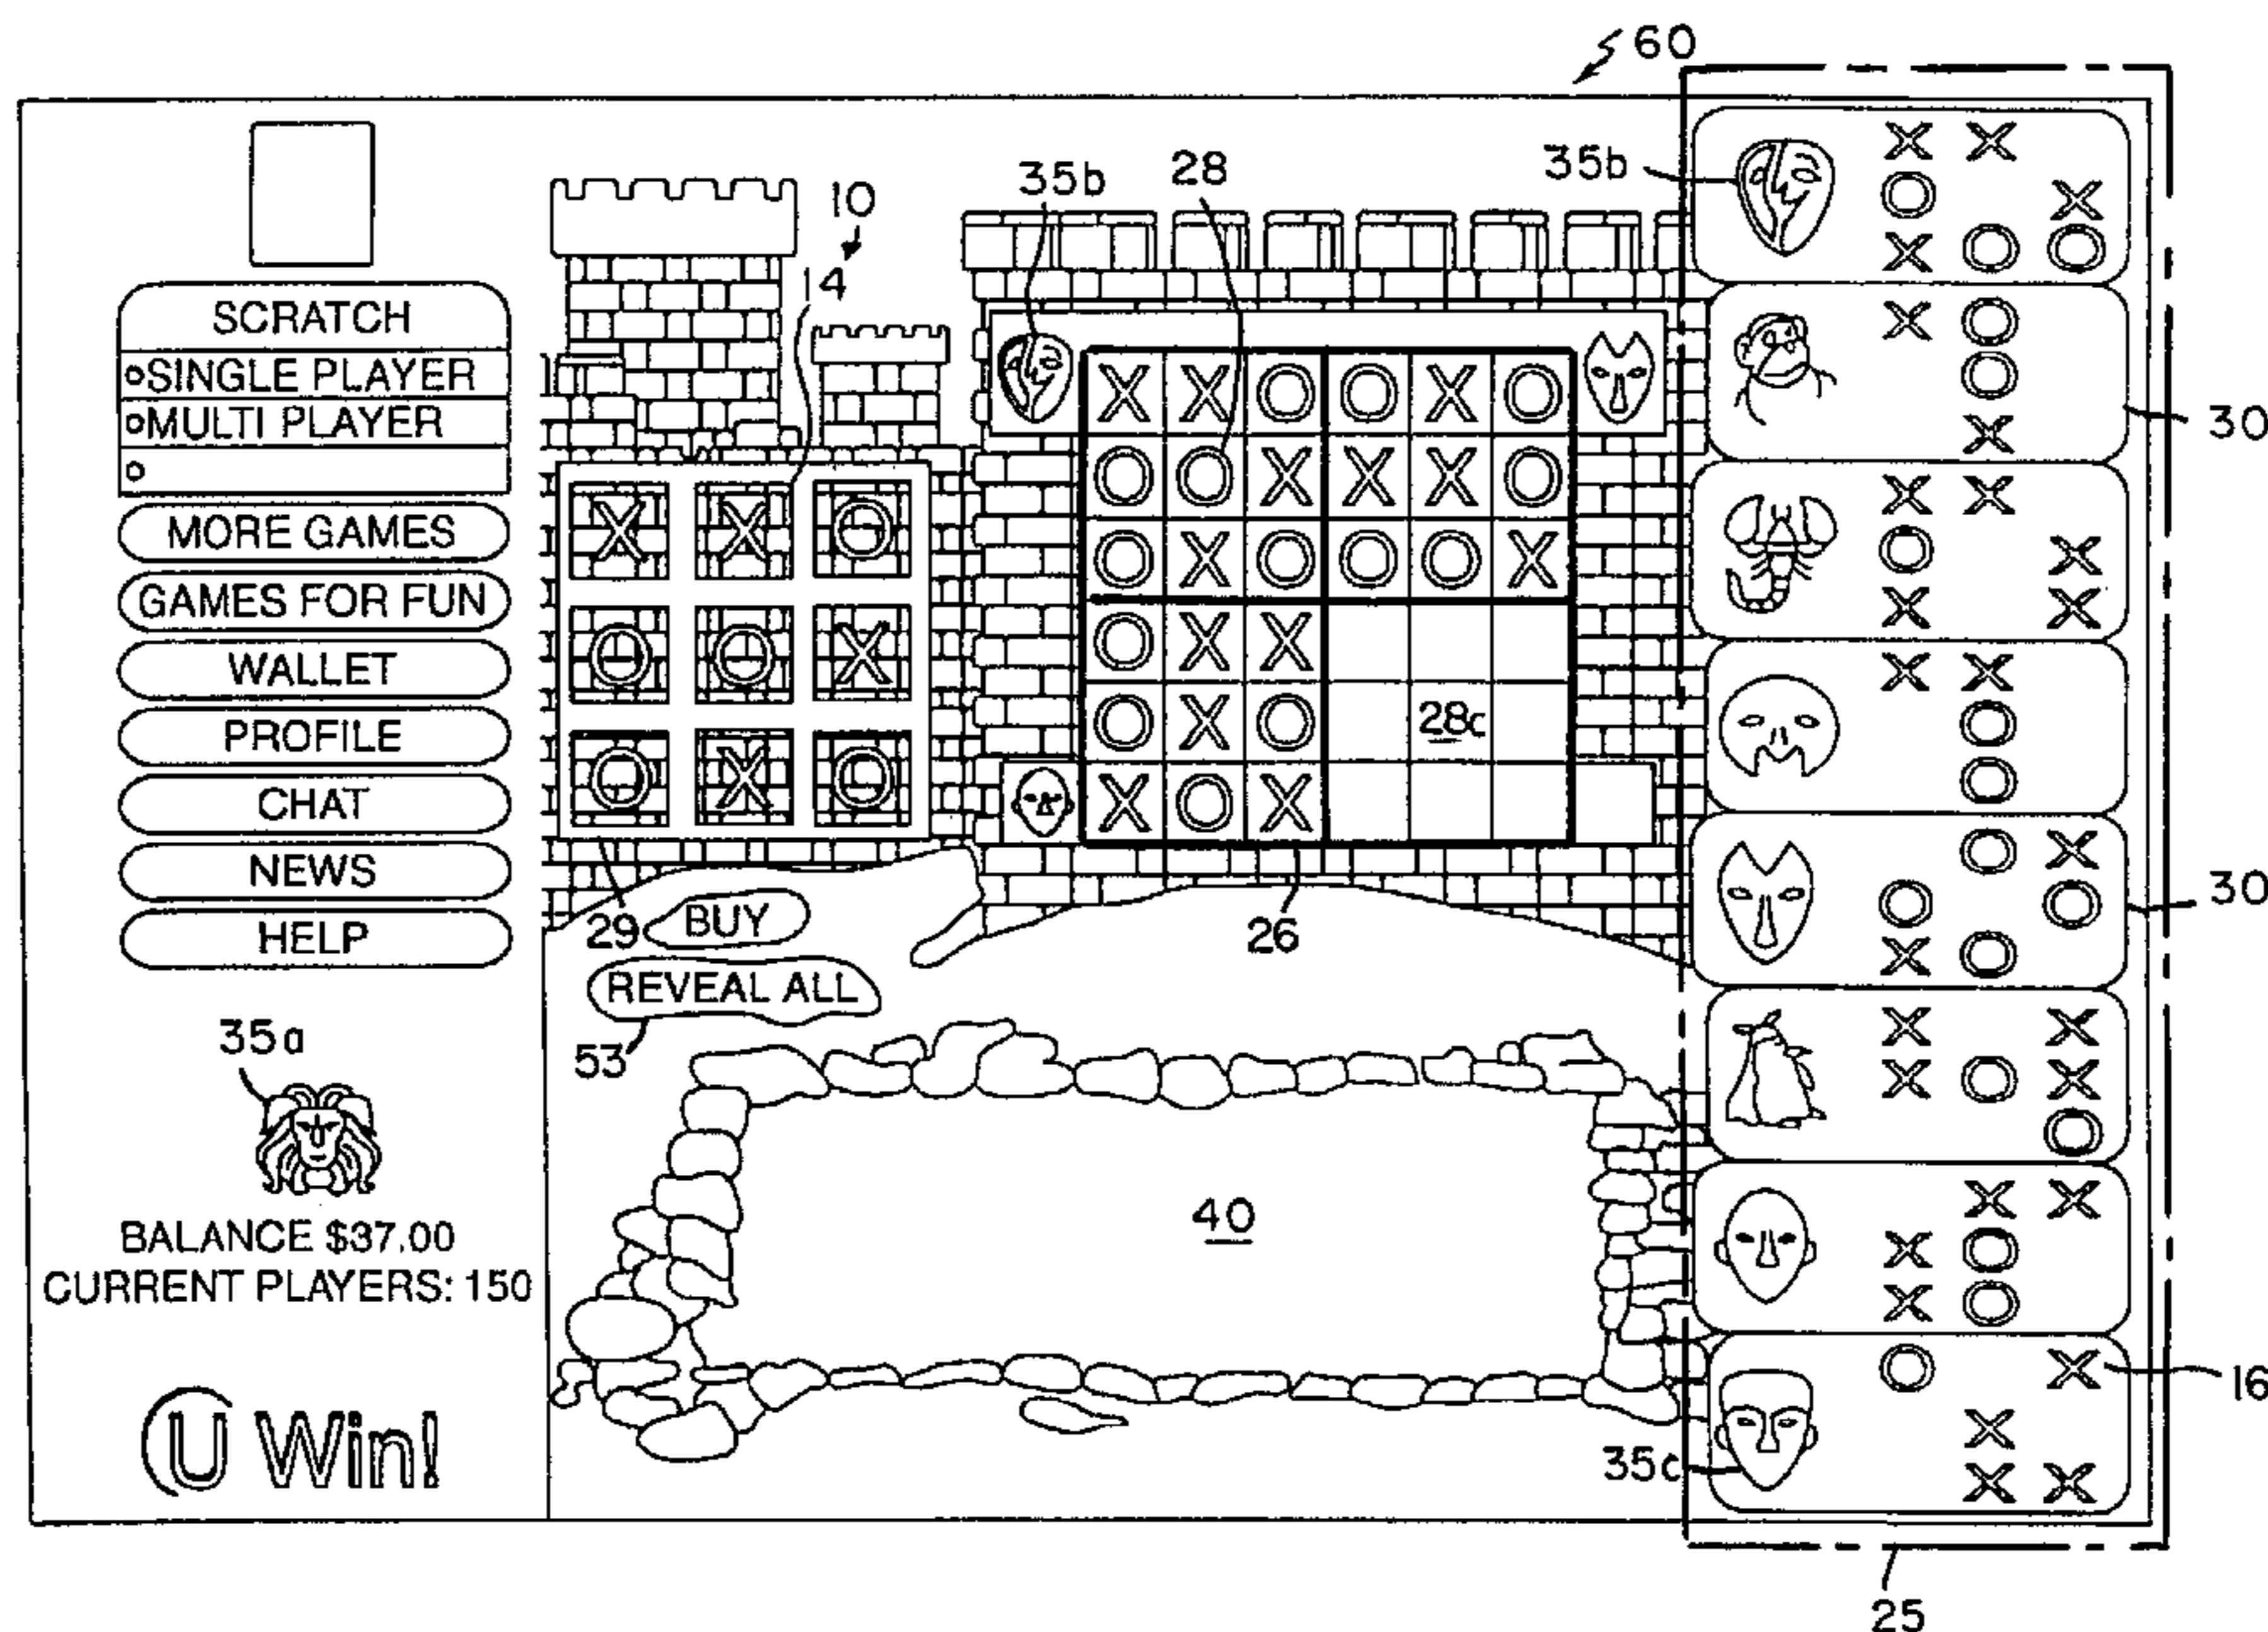 60
SCRATCH
SINGLE PLAYER
MULTI PLAYER
MORE GAMES
GAMES FOR FUN
WALLET
PROFILE
CHAT
NEWS
HELP
35a
BALANCE $37.00
CURRENT PLAYERS: 150
U Win!
10
14
X X O
O O X
O X O
29
BUY
REVEAL ALL
53
35b
28
X X O O X O
O O X X X O
O X O O O X
O X X
O X O
28c
X O X
26
40
35b
X X
O X
X O O
X O
O
X
30
X X
O X
X X
X X
O
O
O X
O O
X O
30
X X
X O X
O
X X
X O
X O
O X
16
X
X X
35c
25